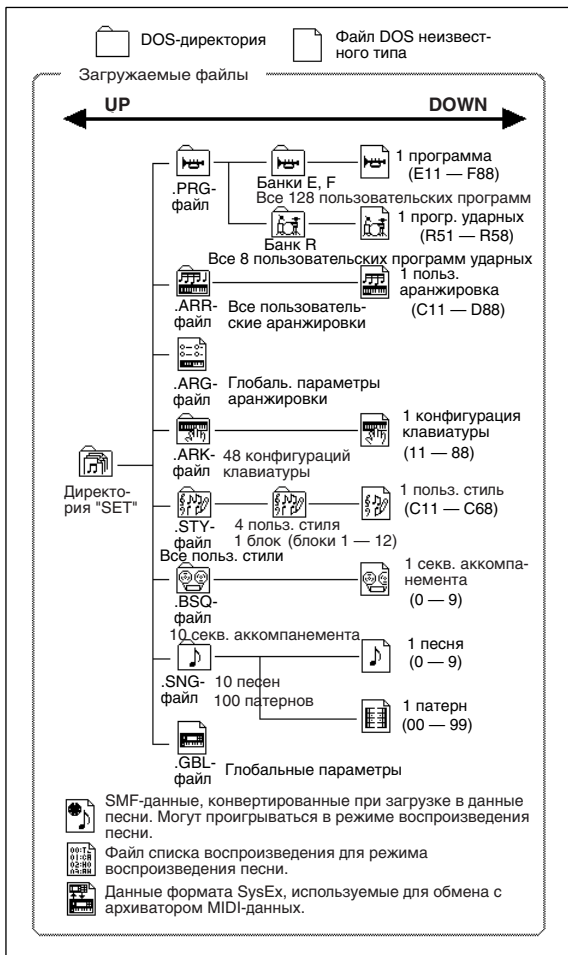 DOS-директория
Файл DOS неизвест-
ного типа
Загружаемые файлы
UP
DOWN
.PRG-
файл
Банки E, F
Все 128 пользовательских программ
1 программа
(E11 — F88)
Банк R
Все 8 пользовательских программ ударных
1 прогр. ударных
(R51 — R58)
.ARR-
файл
Все пользователь-
ские аранжировки
1 польз.
аранжировка
(C11 — D88)
.ARG-
файл
Глобаль. параметры
аранжировки
.ARK-
файл
48 конфигураций
клавиатуры
1 конфигурация
клавиатуры
(11 — 88)
Директо-
рия "SET"
.STY-
файл
Все польз. стили
4 польз. стиля
1 блок (блоки 1 — 12)
1 польз. стиль
(C11 — C68)
.BSQ-
файл
10 секв. аккомпанемента
1 секв. аккомпа-
немента
(0 — 9)
.SNG-
файл
10 песен
100 патернов
1 песня
(0 — 9)
1 патерн
(00 — 99)
.GBL-
файл
Глобальные параметры
SMF-данные, конвертированные при загрузке в данные
песни. Могут проигрываться в режиме воспроизведения
песни.
Файл списка воспроизведения для режима
воспроизведения песни.
Данные формата SysEx, используемые для обмена с
архиватором MIDI-данных.